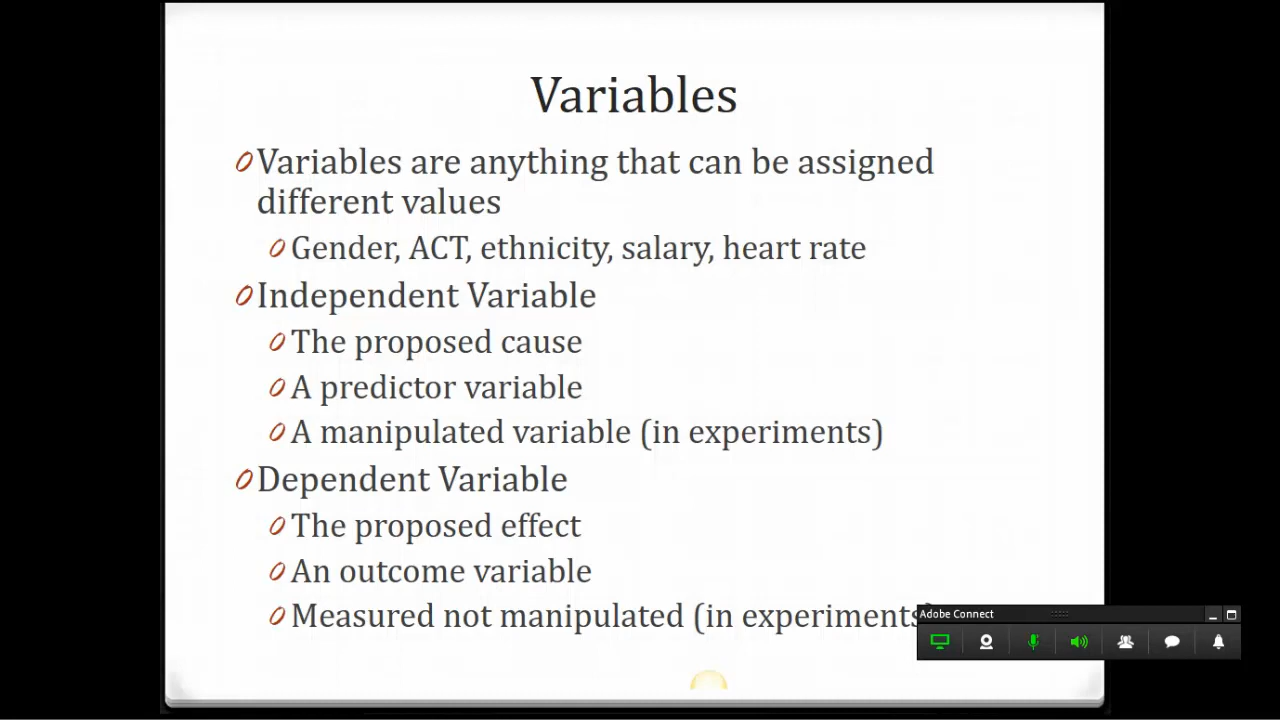 Variables
Variables are anything that can be assigned
different values
Gender, ACT, ethnicity, salary, heart rate
Independent Variable
The proposed cause
A predictor variable
A manipulated variable (in experiments)
Dependent Variable
The proposed effect
An outcome variable
Measured not manipulated (in experiments)
Adobe Connect